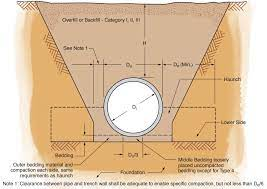 Overfill or Backfill - Category I, II, III
H
See Note 1
Do
Do (Min.)
Haunch
Di
Lower Side
Bedding
Do/3
Outer bedding material and
compaction each side, same
requirements as haunch
Middle Bedding loosely
placed uncompacted
bedding except for Type 4
Foundation
Note 1: Clearance between pipe and trench wall shall be adequate to enable specific compaction, but not less than Do/6